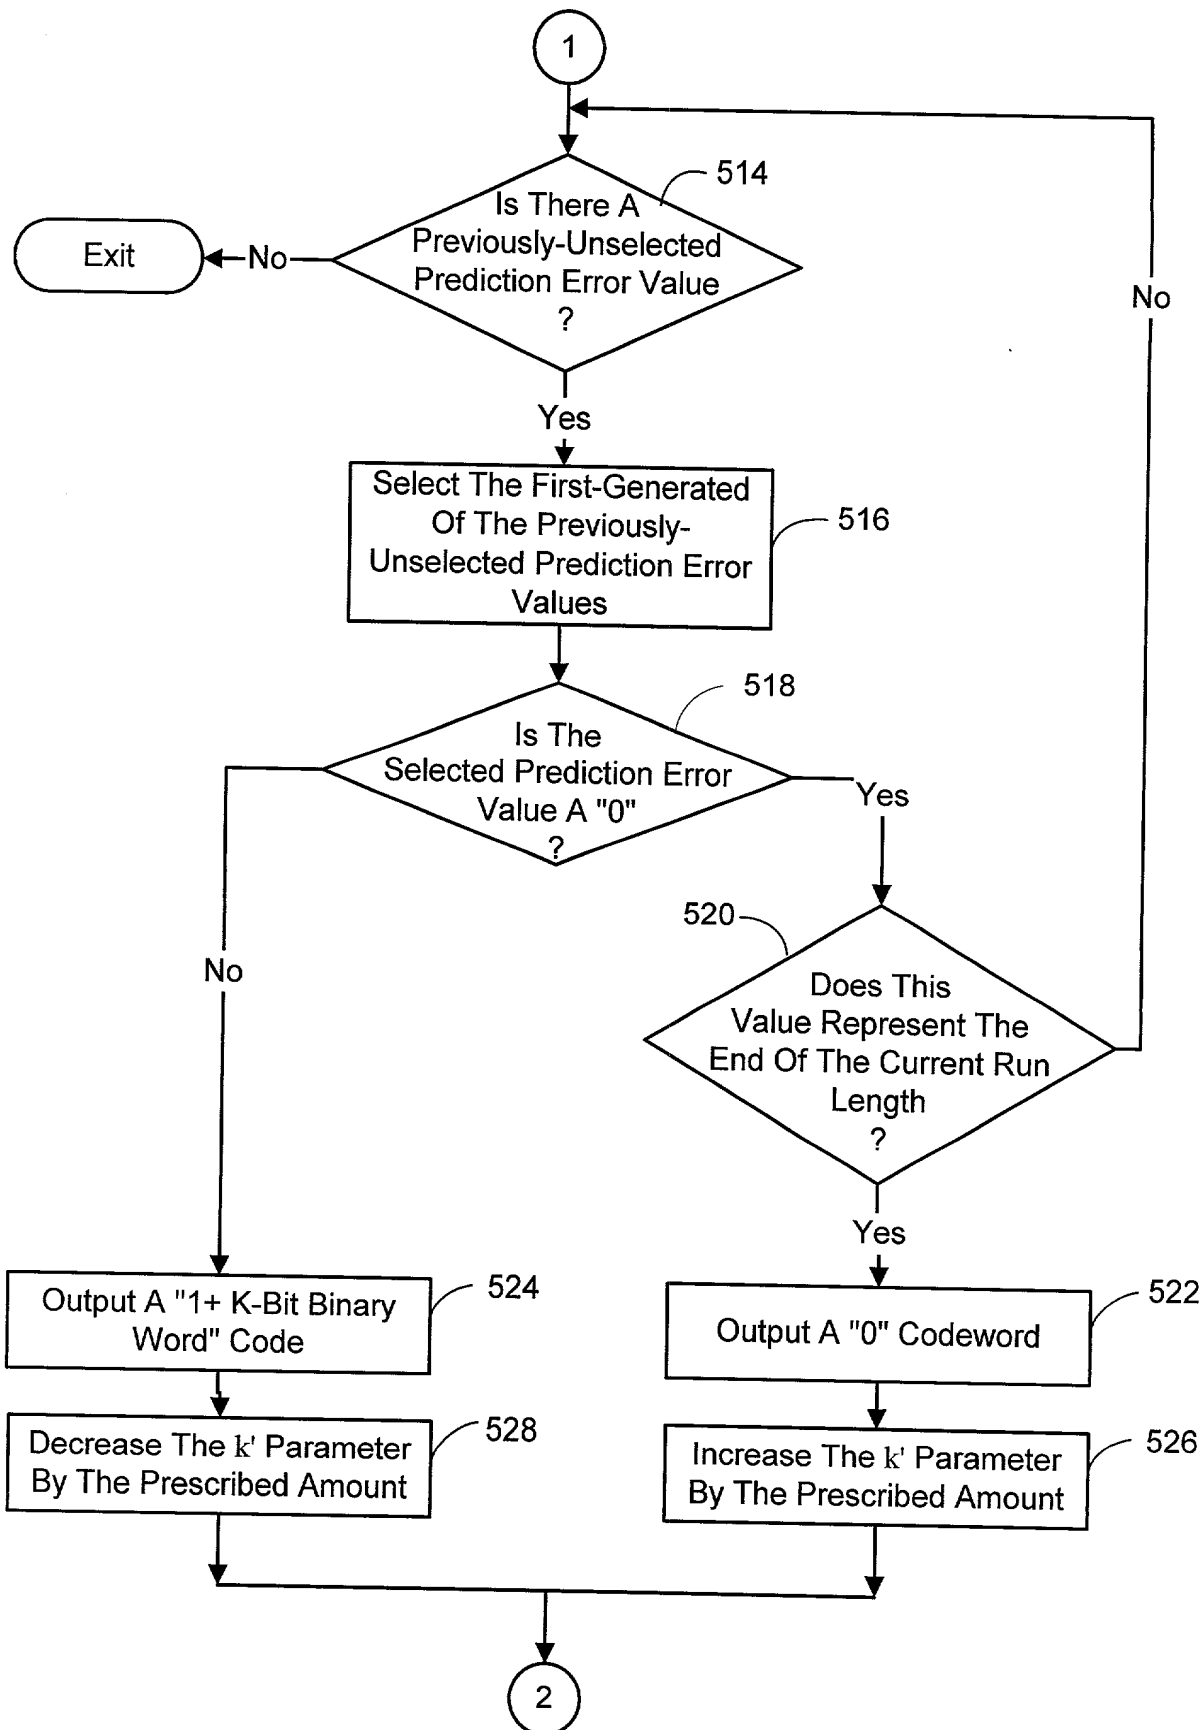 1
514
Is There A
Previously-Unselected
Prediction Error Value
?
Exit
No
No
Yes
Select The First-Generated
Of The Previously-
Unselected Prediction Error
Values
516
518
Is The
Selected Prediction Error
Value A "0"
?
Yes
520
No
Does This
Value Represent The
End Of The Current Run
Length
?
Yes
Output A "1+ K-Bit Binary
Word" Code
524
Output A "0" Codeword
522
Decrease The k' Parameter
By The Prescribed Amount
528
Increase The k' Parameter
By The Prescribed Amount
526
2